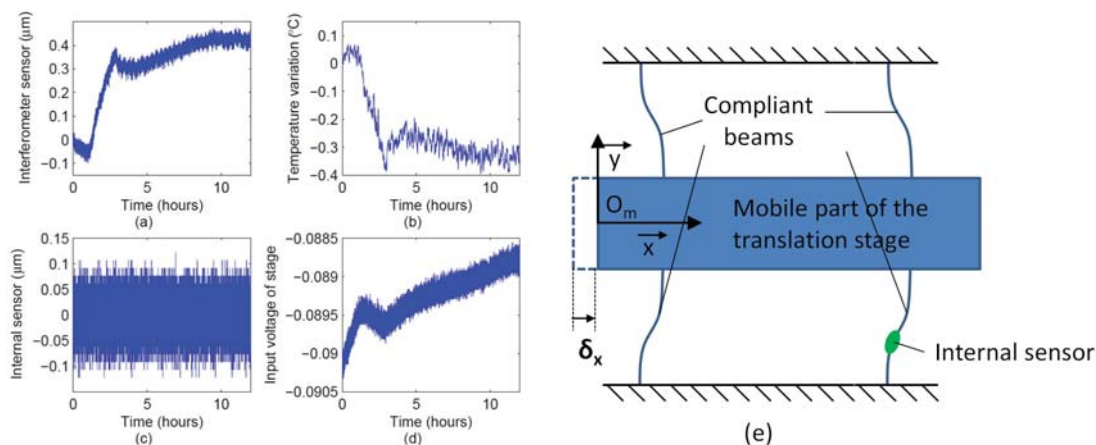 Interferometer sensor (μm)
0.4
0.3
0.2
0.1
0
−0.1
0
5
10
Time (hours)
(a)
Temperature variation (°C)
0.1
0
−0.1
−0.2
−0.3
−0.4
0
5
10
Time (hours)
(b)
Internal sensor (μm)
0.15
0.1
0.05
0
−0.05
−0.1
0
5
10
Time (hours)
(c)
Input voltage of stage
−0.0885
−0.089
−0.0895
−0.09
−0.0905
0
5
10
Time (hours)
(d)
Compliant
beams
y
Om
x
Mobile part of the
translation stage
δx
Internal sensor
(e)